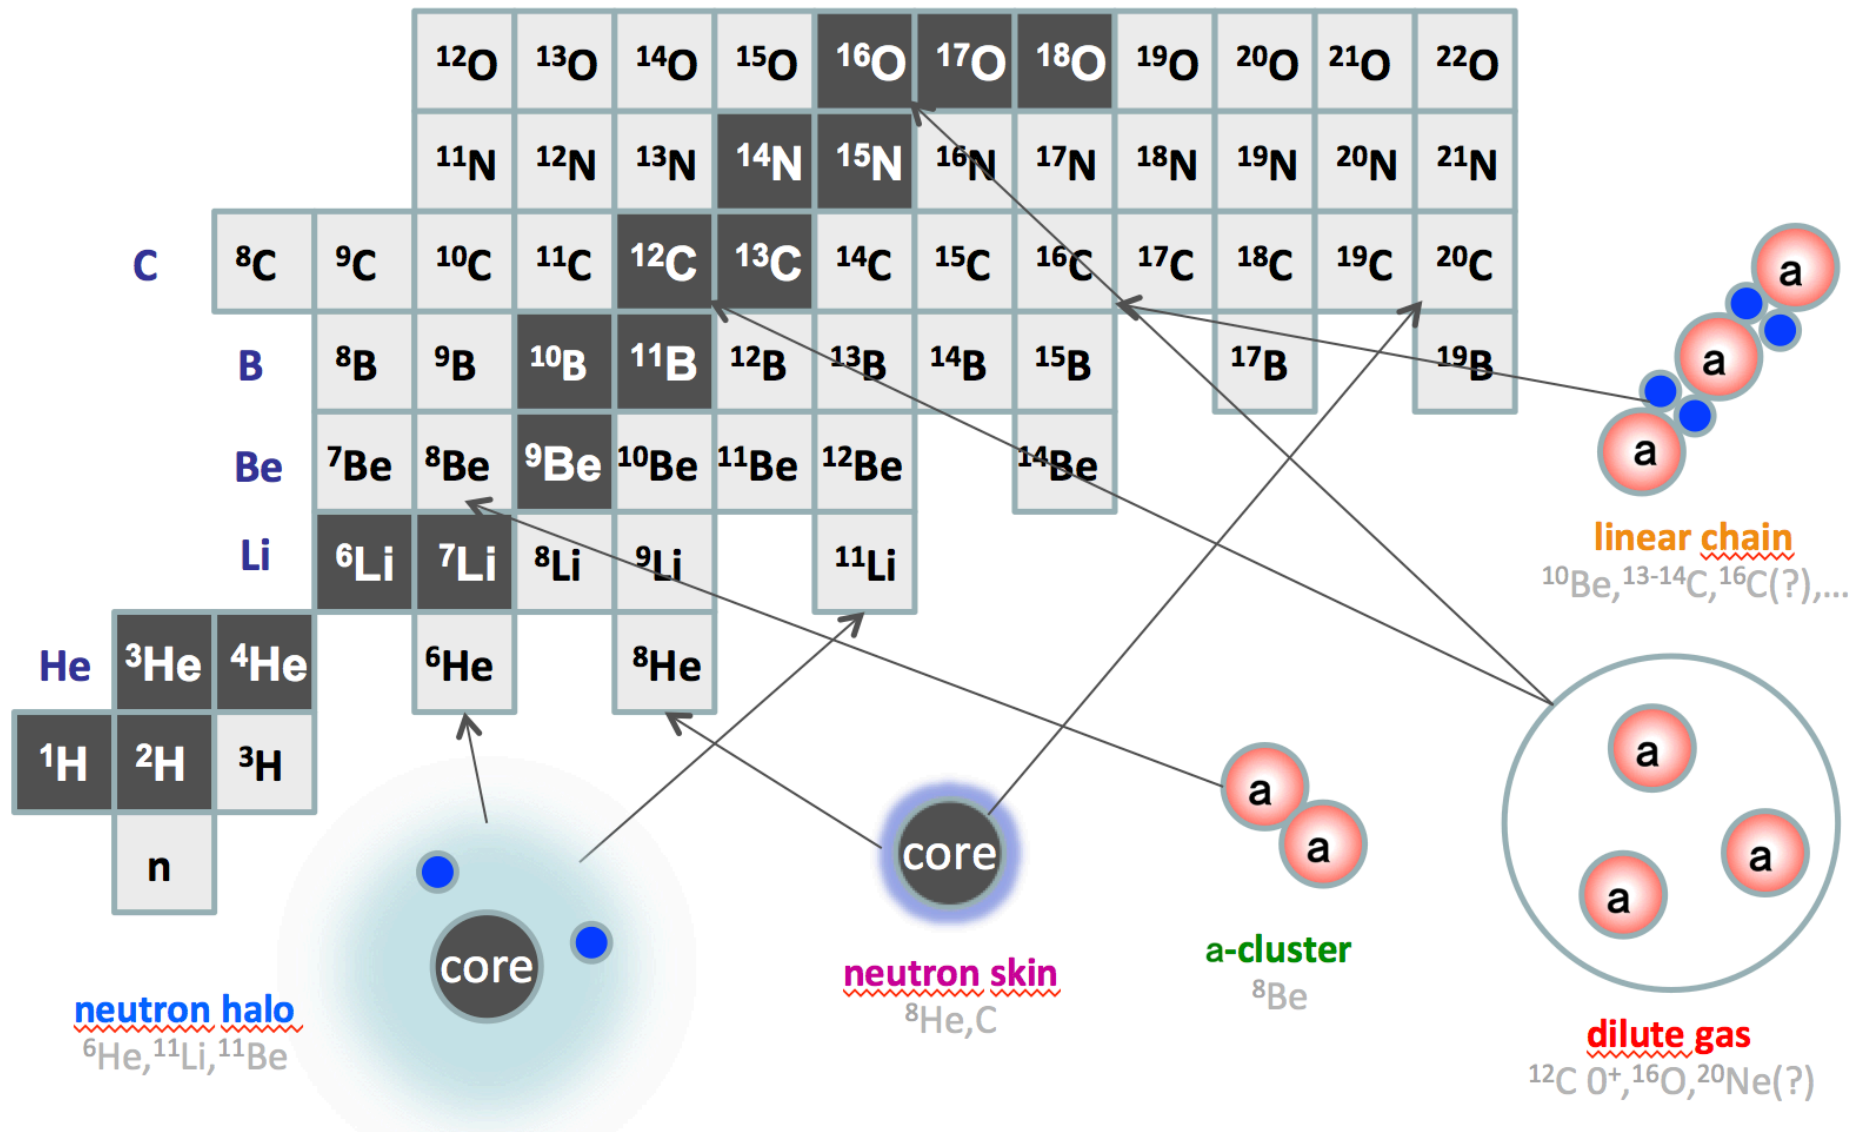 ¹²O ¹³O ¹⁴O ¹⁵O ¹⁶O ¹⁷O ¹⁸O ¹⁹O ²⁰O ²¹O ²²O
¹¹N ¹²N ¹³N ¹⁴N ¹⁵N ¹⁶N ¹⁷N ¹⁸N ¹⁹N ²⁰N ²¹N
C ⁸C ⁹C ¹⁰C ¹¹C ¹²C ¹³C ¹⁴C ¹⁵C ¹⁶C ¹⁷C ¹⁸C ¹⁹C ²⁰C
B ⁸B ⁹B ¹⁰B ¹¹B ¹²B ¹³B ¹⁴B ¹⁵B ¹⁷B ¹⁹B
Be ⁷Be ⁸Be ⁹Be ¹⁰Be ¹¹Be ¹²Be ¹⁴Be
Li ⁶Li ⁷Li ⁸Li ⁹Li ¹¹Li
He ³He ⁴He ⁶He ⁸He
¹H ²H ³H
n
a
a
a
linear chain
¹⁰Be,¹³⁻¹⁴C,¹⁶C(?),...
core
neutron halo
⁶He,¹¹Li,¹¹Be
core
neutron skin
⁸He,C
a
a
a-cluster
⁸Be
a
a
a
dilute gas
¹²C 0⁺,¹⁶O,²⁰Ne(?)